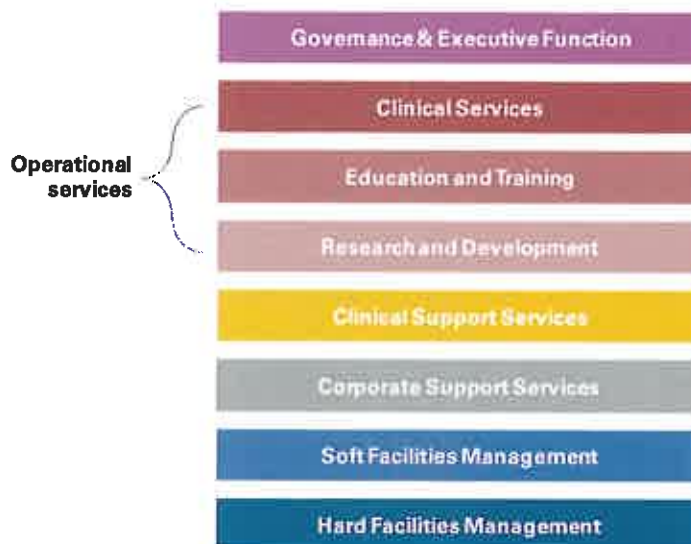 Governance & Executive Function
Clinical Services
Operational
services
Education and Training
Research and Development
Clinical Support Services
Corporate Support Services
Soft Facilities Management
Hard Facilities Management